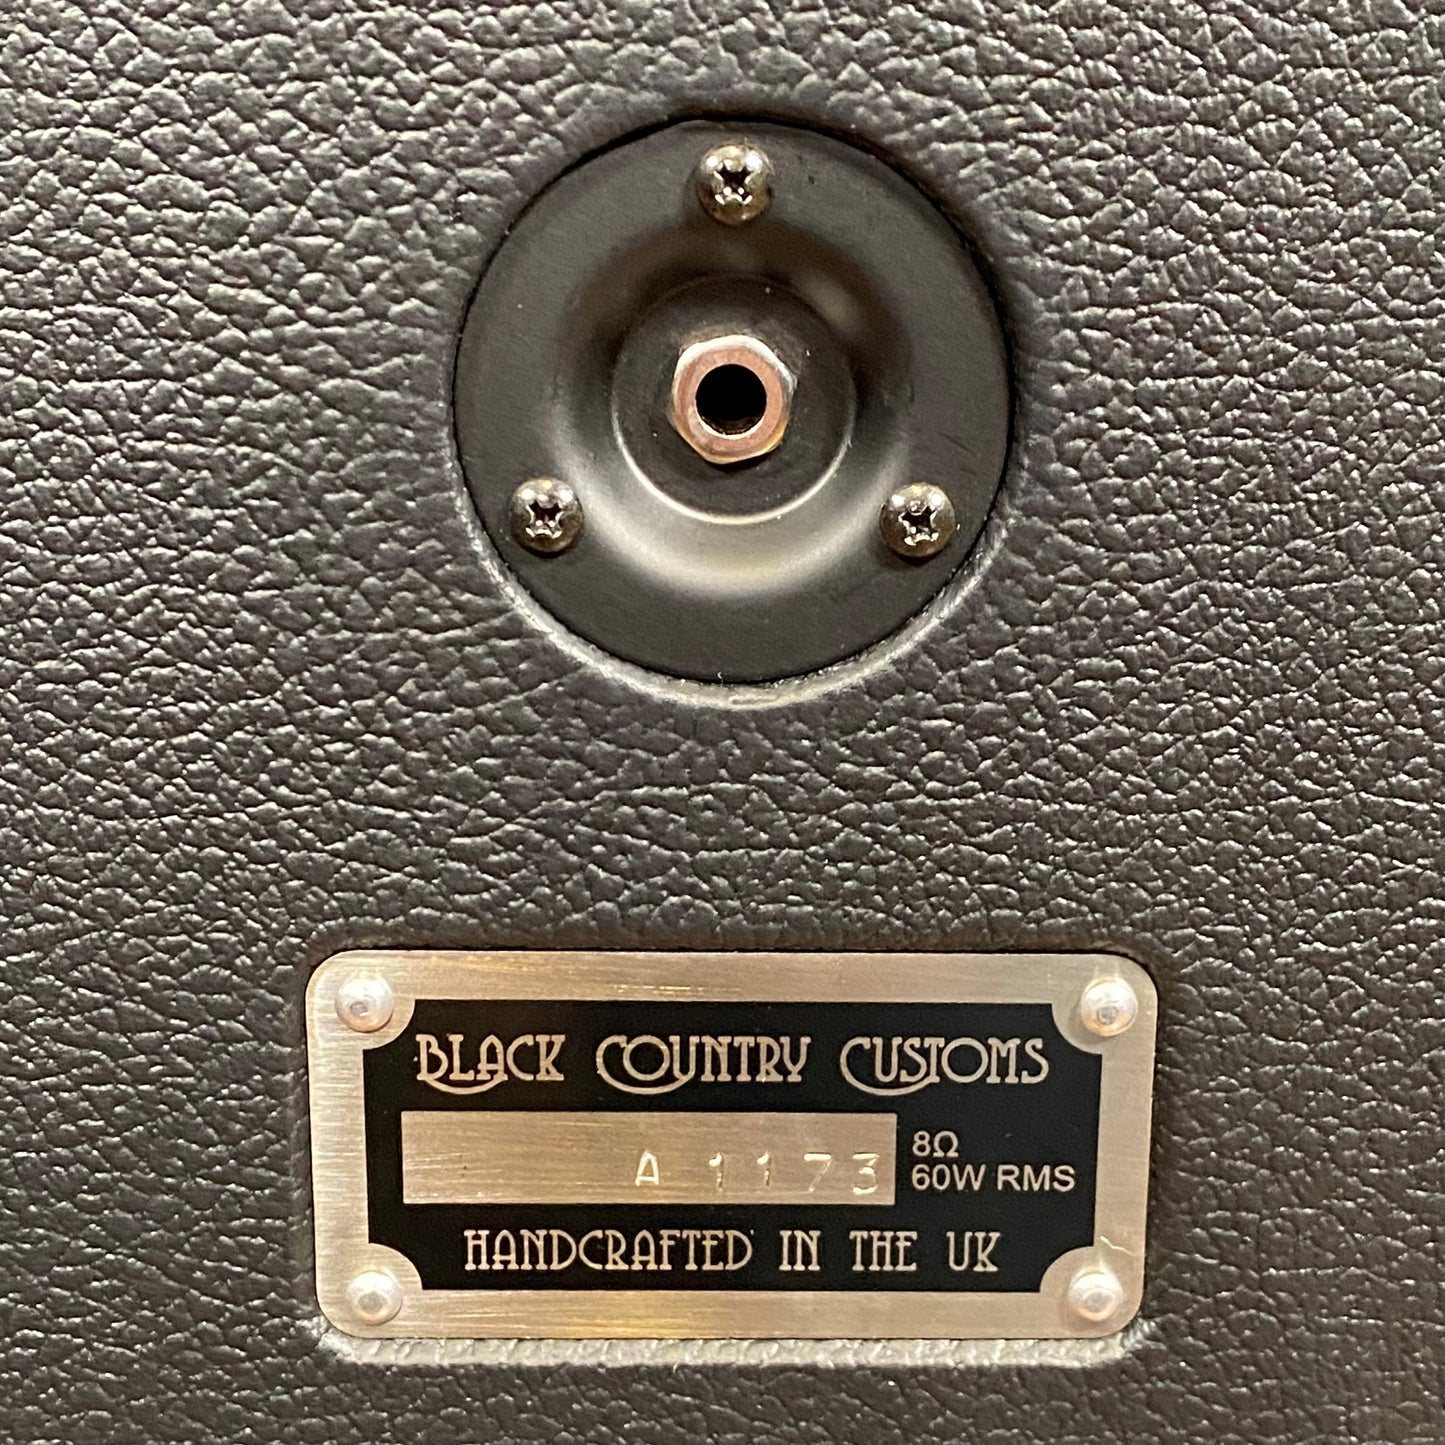 BLACK COUNTRY CUSTOMS
A 1173
8Ω
60W RMS
HANDCRAFTED IN THE UK